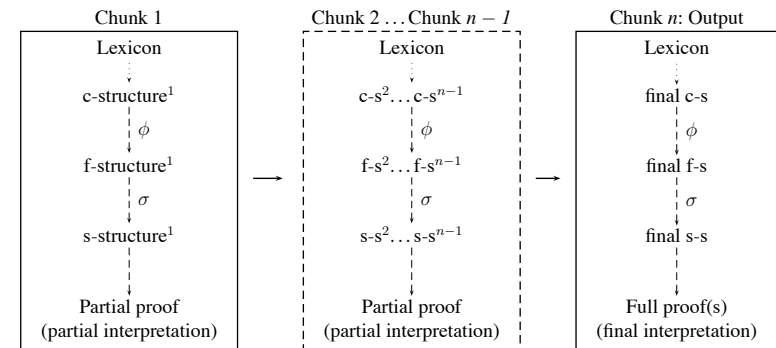 Chunk 1
Lexicon
c-structure¹
ϕ
f-structure¹
σ
s-structure¹
Partial proof
(partial interpretation)
Chunk 2 … Chunk n − 1
Lexicon
c-s²… c-sⁿ⁻¹
ϕ
f-s²… f-sⁿ⁻¹
σ
s-s²… s-sⁿ⁻¹
Partial proof
(partial interpretation)
Chunk n: Output
Lexicon
final c-s
ϕ
final f-s
σ
final s-s
Full proof(s)
(final interpretation)